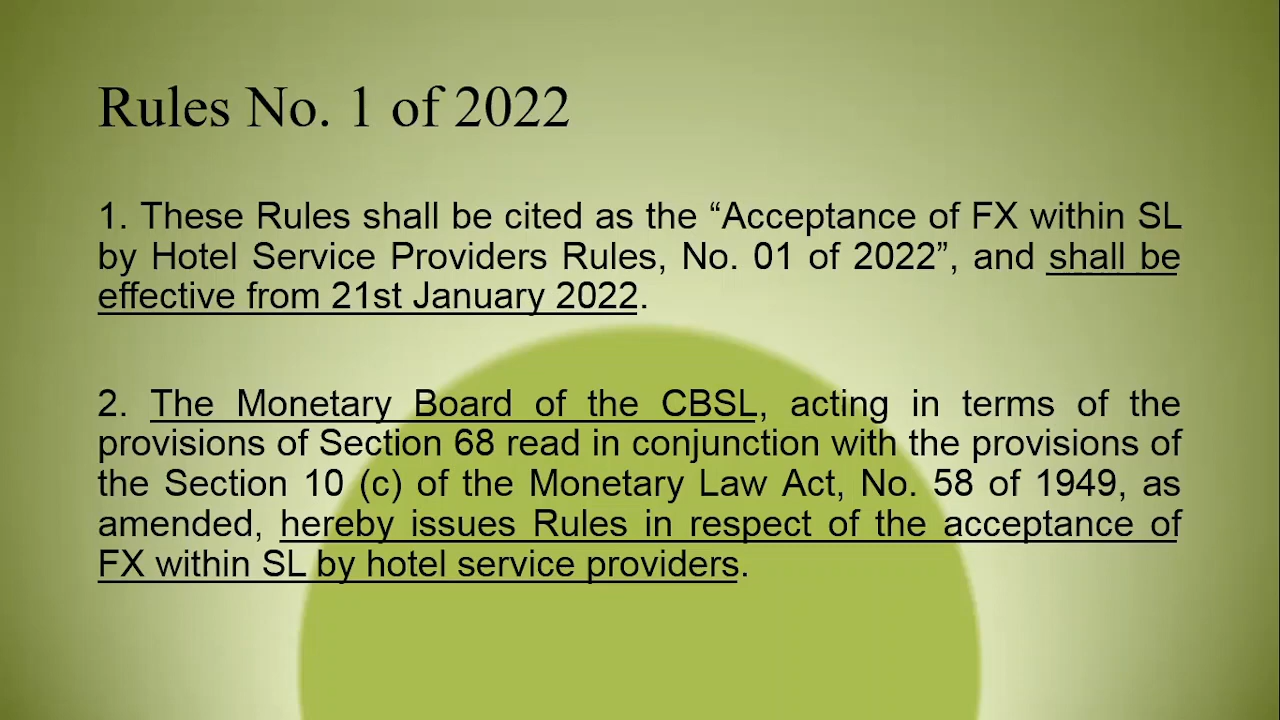 Rules No. 1 of 2022
1. These Rules shall be cited as the “Acceptance of FX within SL
by Hotel Service Providers Rules, No. 01 of 2022”, and shall be
effective from 21st January 2022.
2. The Monetary Board of the CBSL, acting in terms of the
provisions of Section 68 read in conjunction with the provisions of
the Section 10 (c) of the Monetary Law Act, No. 58 of 1949, as
amended, hereby issues Rules in respect of the acceptance of
FX within SL by hotel service providers.